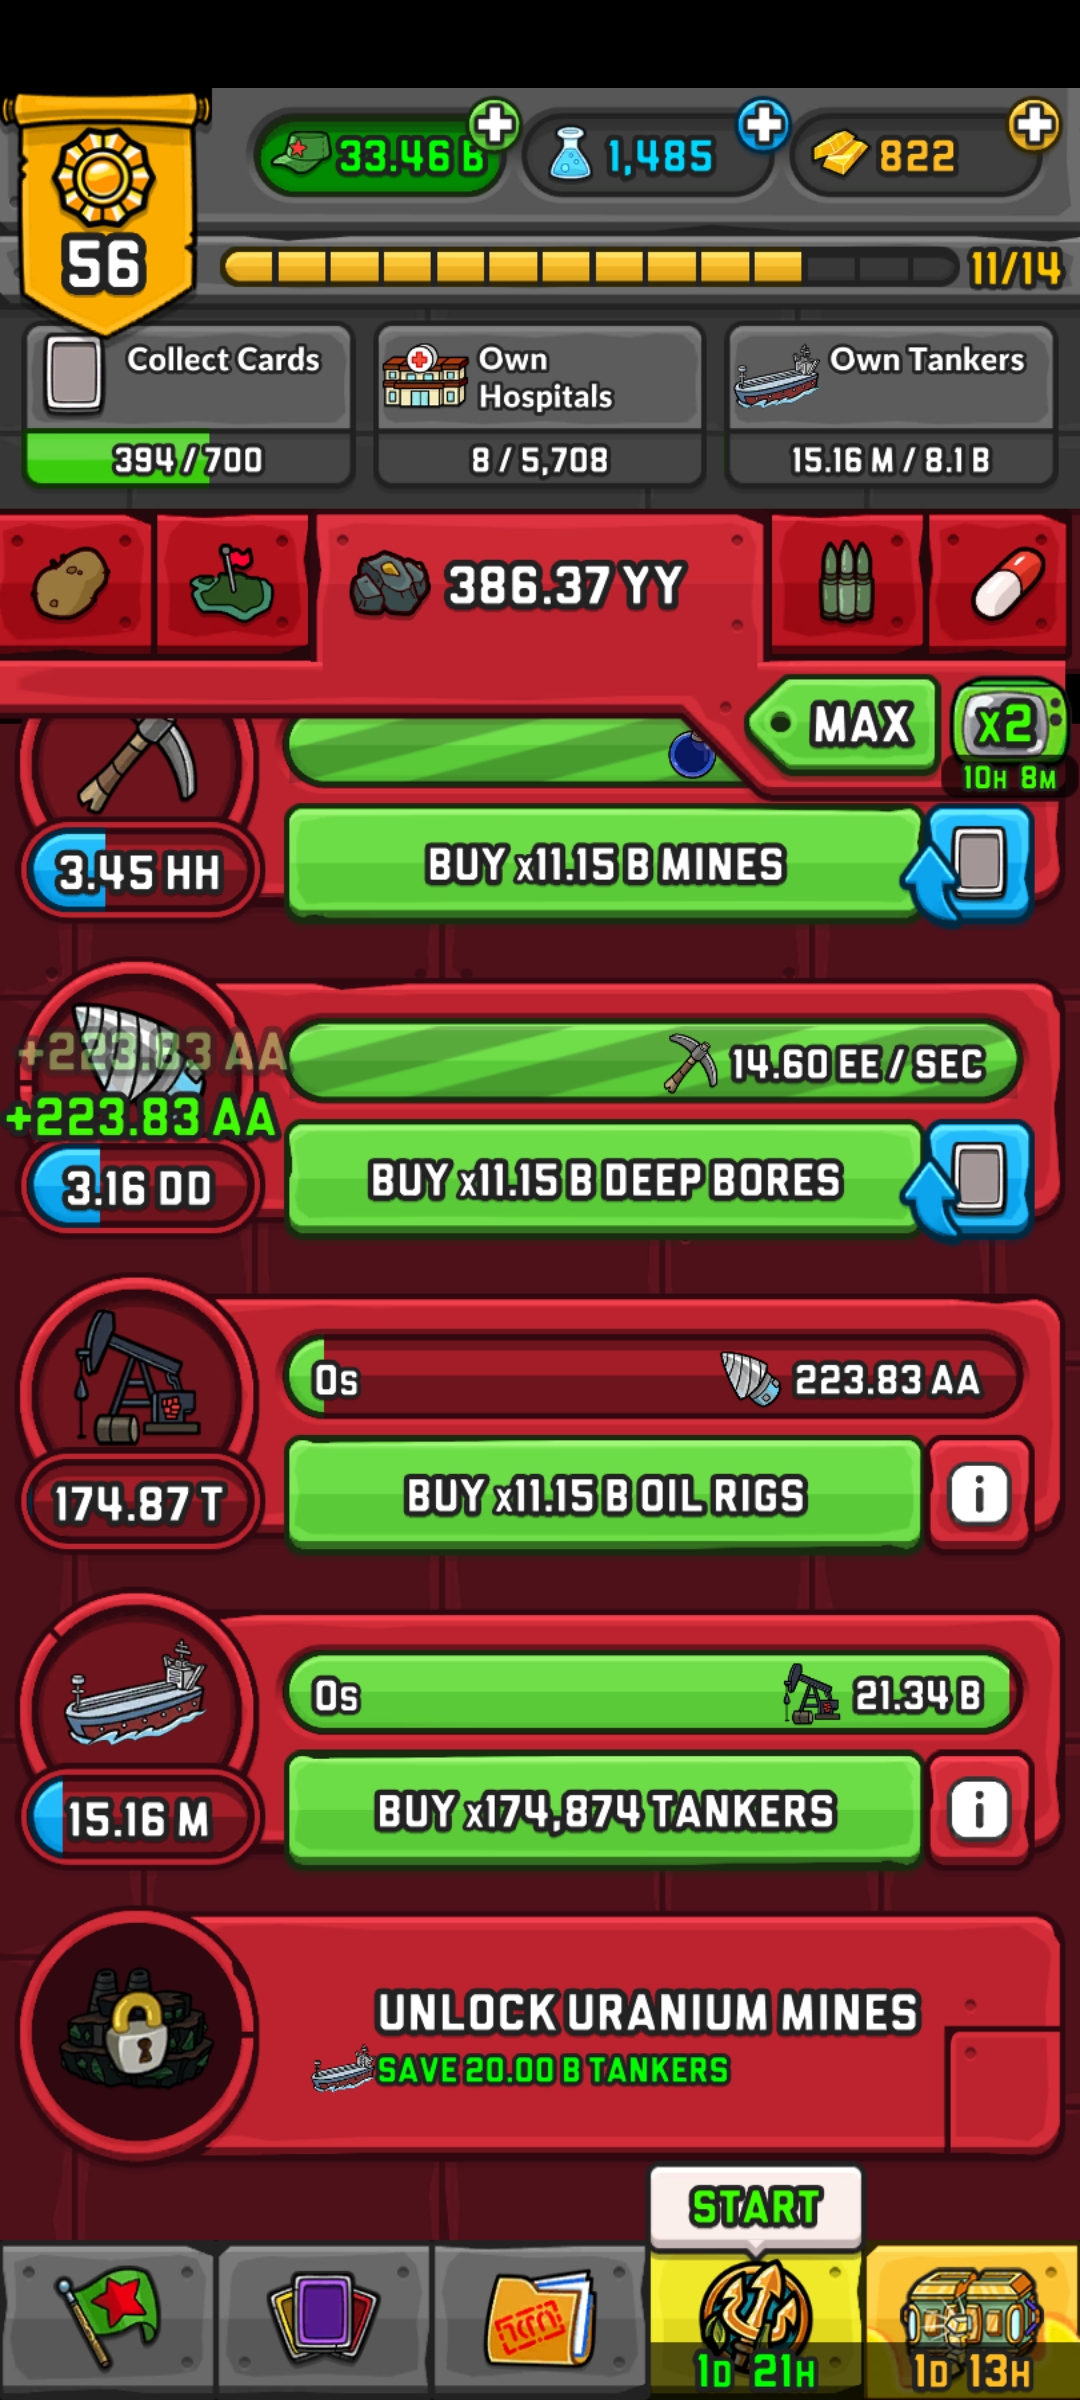 56
33.46 B
1,485
822
11/14
Collect Cards
394/700
Own
Hospitals
8/5,708
Own Tankers
15.16 M/8.1 B
386.37 YY
MAX
x2
10H 8M
3.45 HH
BUY x11.15 B MINES
+223.83 AA
+223.83 AA
3.16 DD
14.60 EE/SEC
BUY x11.15 B DEEP BORES
174.87 T
0s
223.83 AA
BUY x11.15 B OIL RIGS
i
15.16 M
0s
21.34 B
BUY x174,874 TANKERS
i
UNLOCK URANIUM MINES
SAVE 20.00 B TANKERS
START
1D 21H
1D 13H